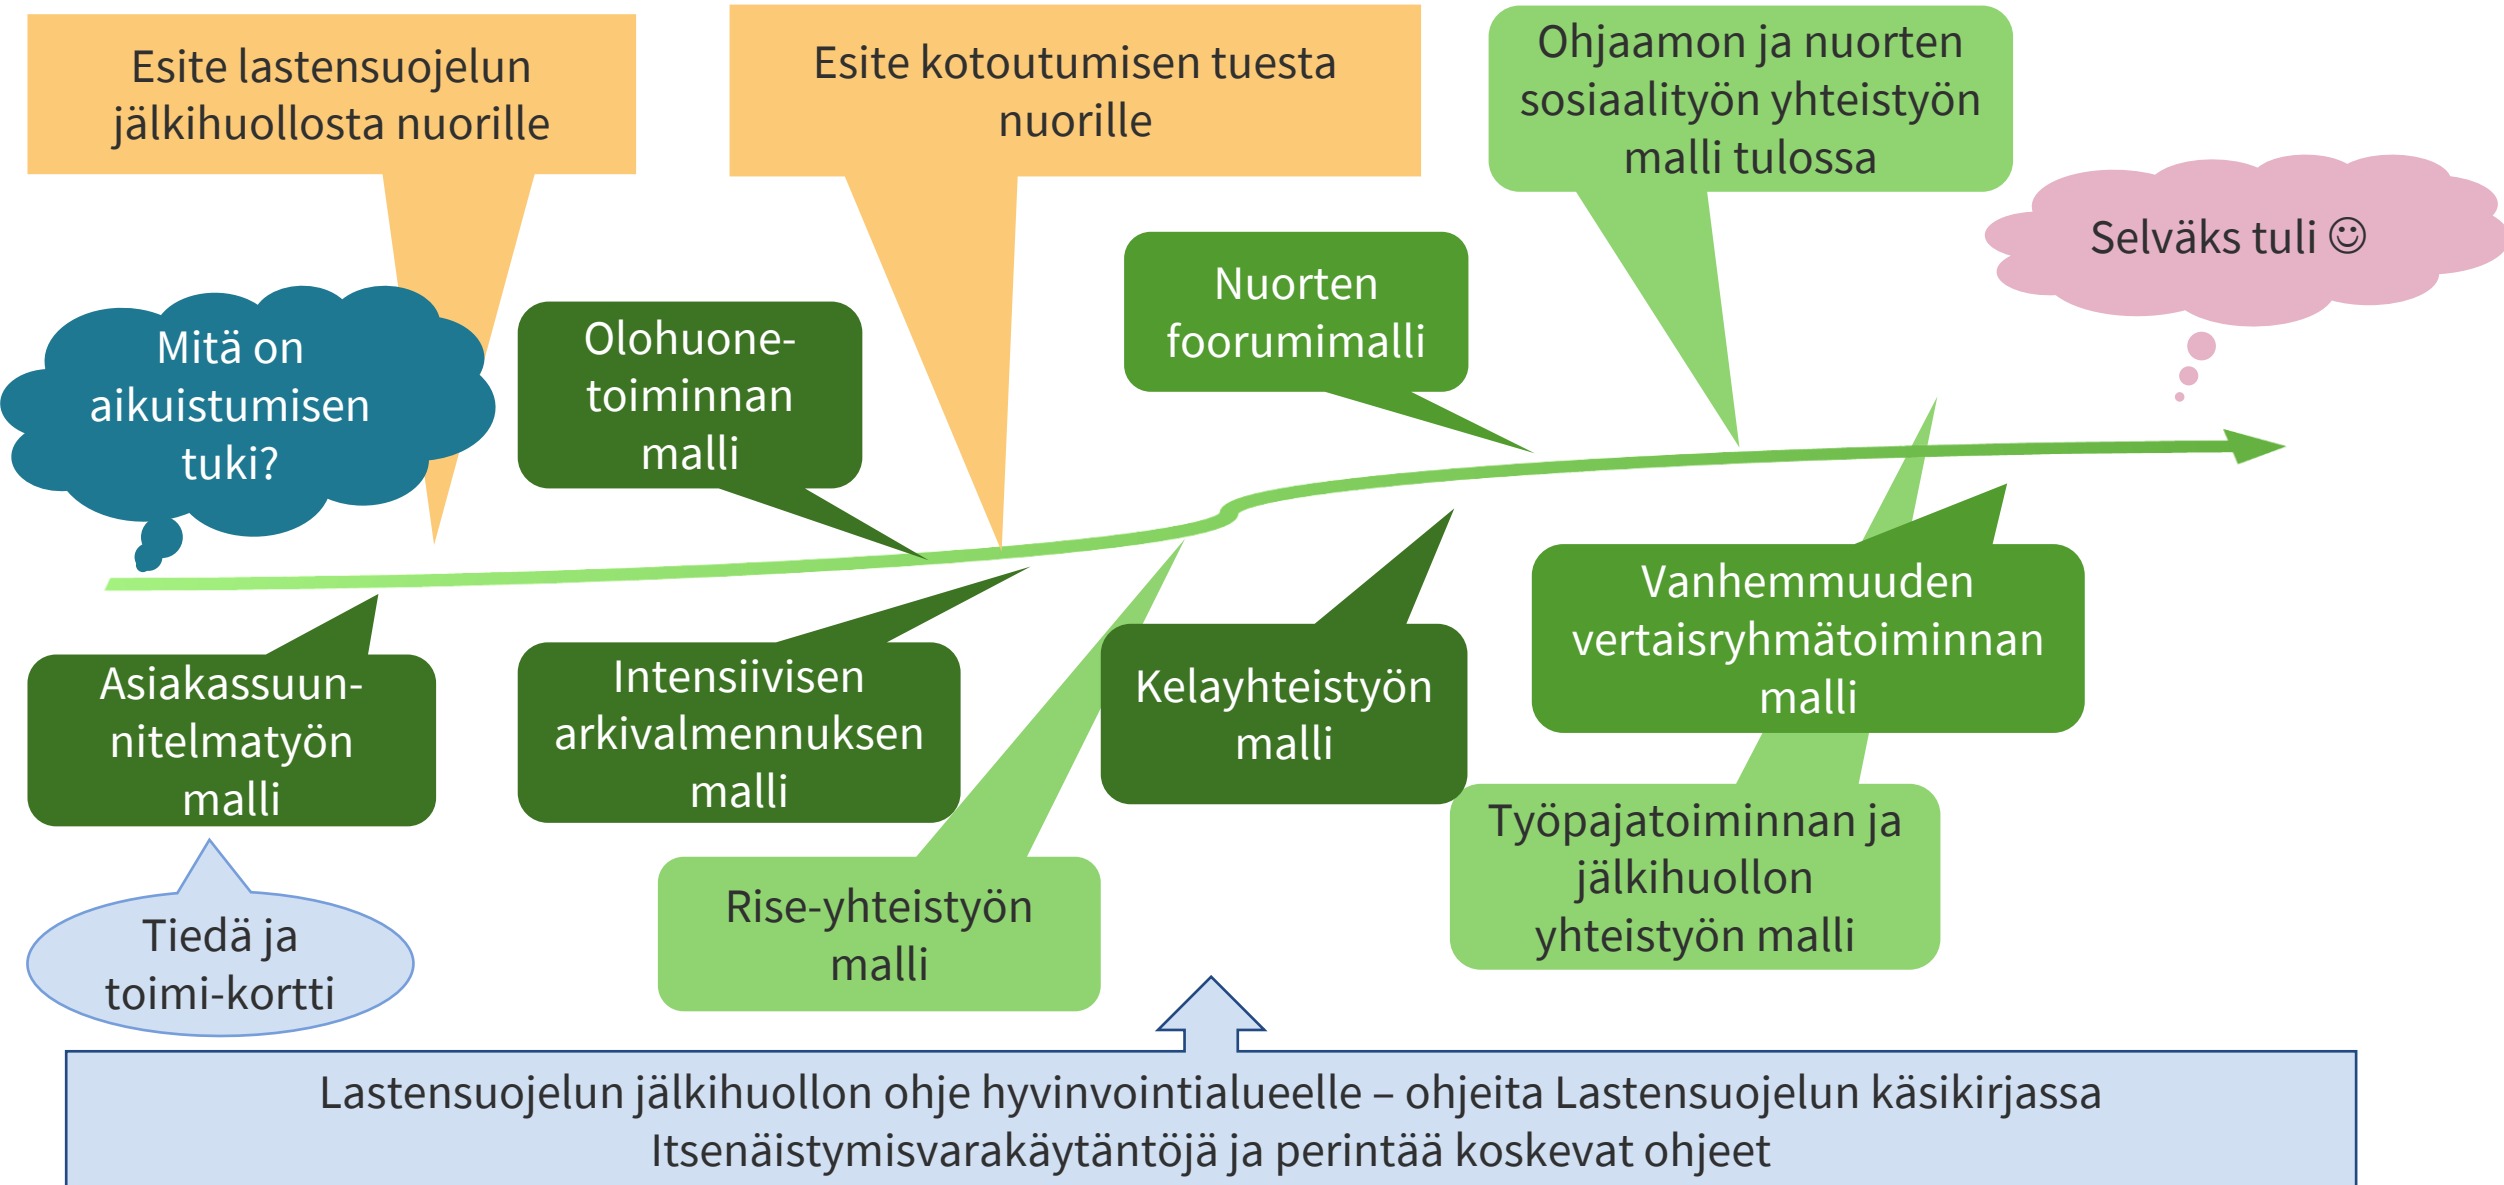 Esite lastensuojelun
jälkihuollosta nuorille
Esite kotoutumisen tuesta
nuorille
Ohjaamon ja nuorten
sosiaalityön yhteistyön
malli tulossa
Selväks tuli ☺
Mitä on
aikuistumisen
tuki?
Olohuone-
toiminnan
malli
Nuorten
foorumimalli
Asiakassuun-
nitelmatyön
malli
Intensiivisen
arkivalmennuksen
malli
Kelayhteistyön
malli
Vanhemmuuden
vertaisryhmätoiminnan
malli
Tiedä ja
toimi-kortti
Rise-yhteistyön
malli
Työpajatoiminnan ja
jälkihuollon
yhteistyön malli
Lastensuojelun jälkihuollon ohje hyvinvointialueelle – ohjeita Lastensuojelun käsikirjassa
Itsenäistymisvarakäytäntöjä ja perintää koskevat ohjeet